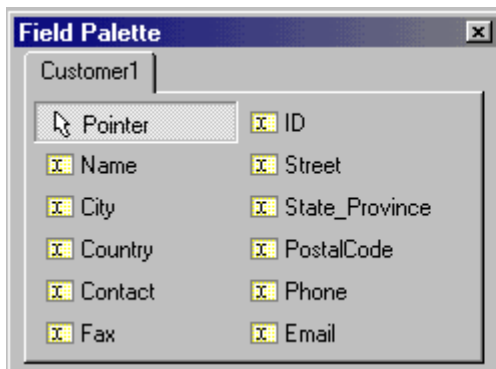 Field Palette
Customer1
Pointer ID
Name Street
City State_Province
Country PostalCode
Contact Phone
Fax Email